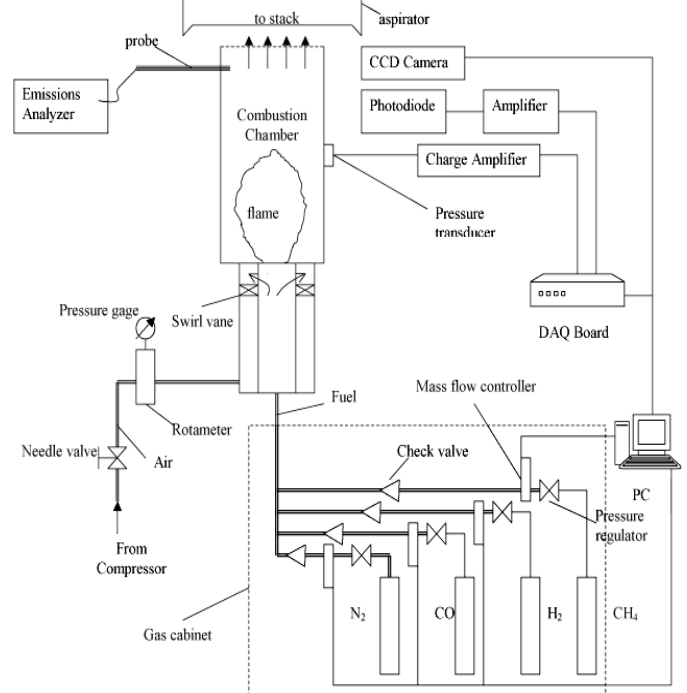 to stack
aspirator
probe
CCD Camera
Emissions
Analyzer
Photodiode
Amplifier
Combustion
Chamber
Charge Amplifier
flame
Pressure
transducer
Pressure gage
Swirl vane
DAQ Board
Fuel
Mass flow controller
Rotameter
Needle valve
Air
Check valve
PC
Pressure
regulator
From
Compressor
N₂
CO
H₂
CH₄
Gas cabinet